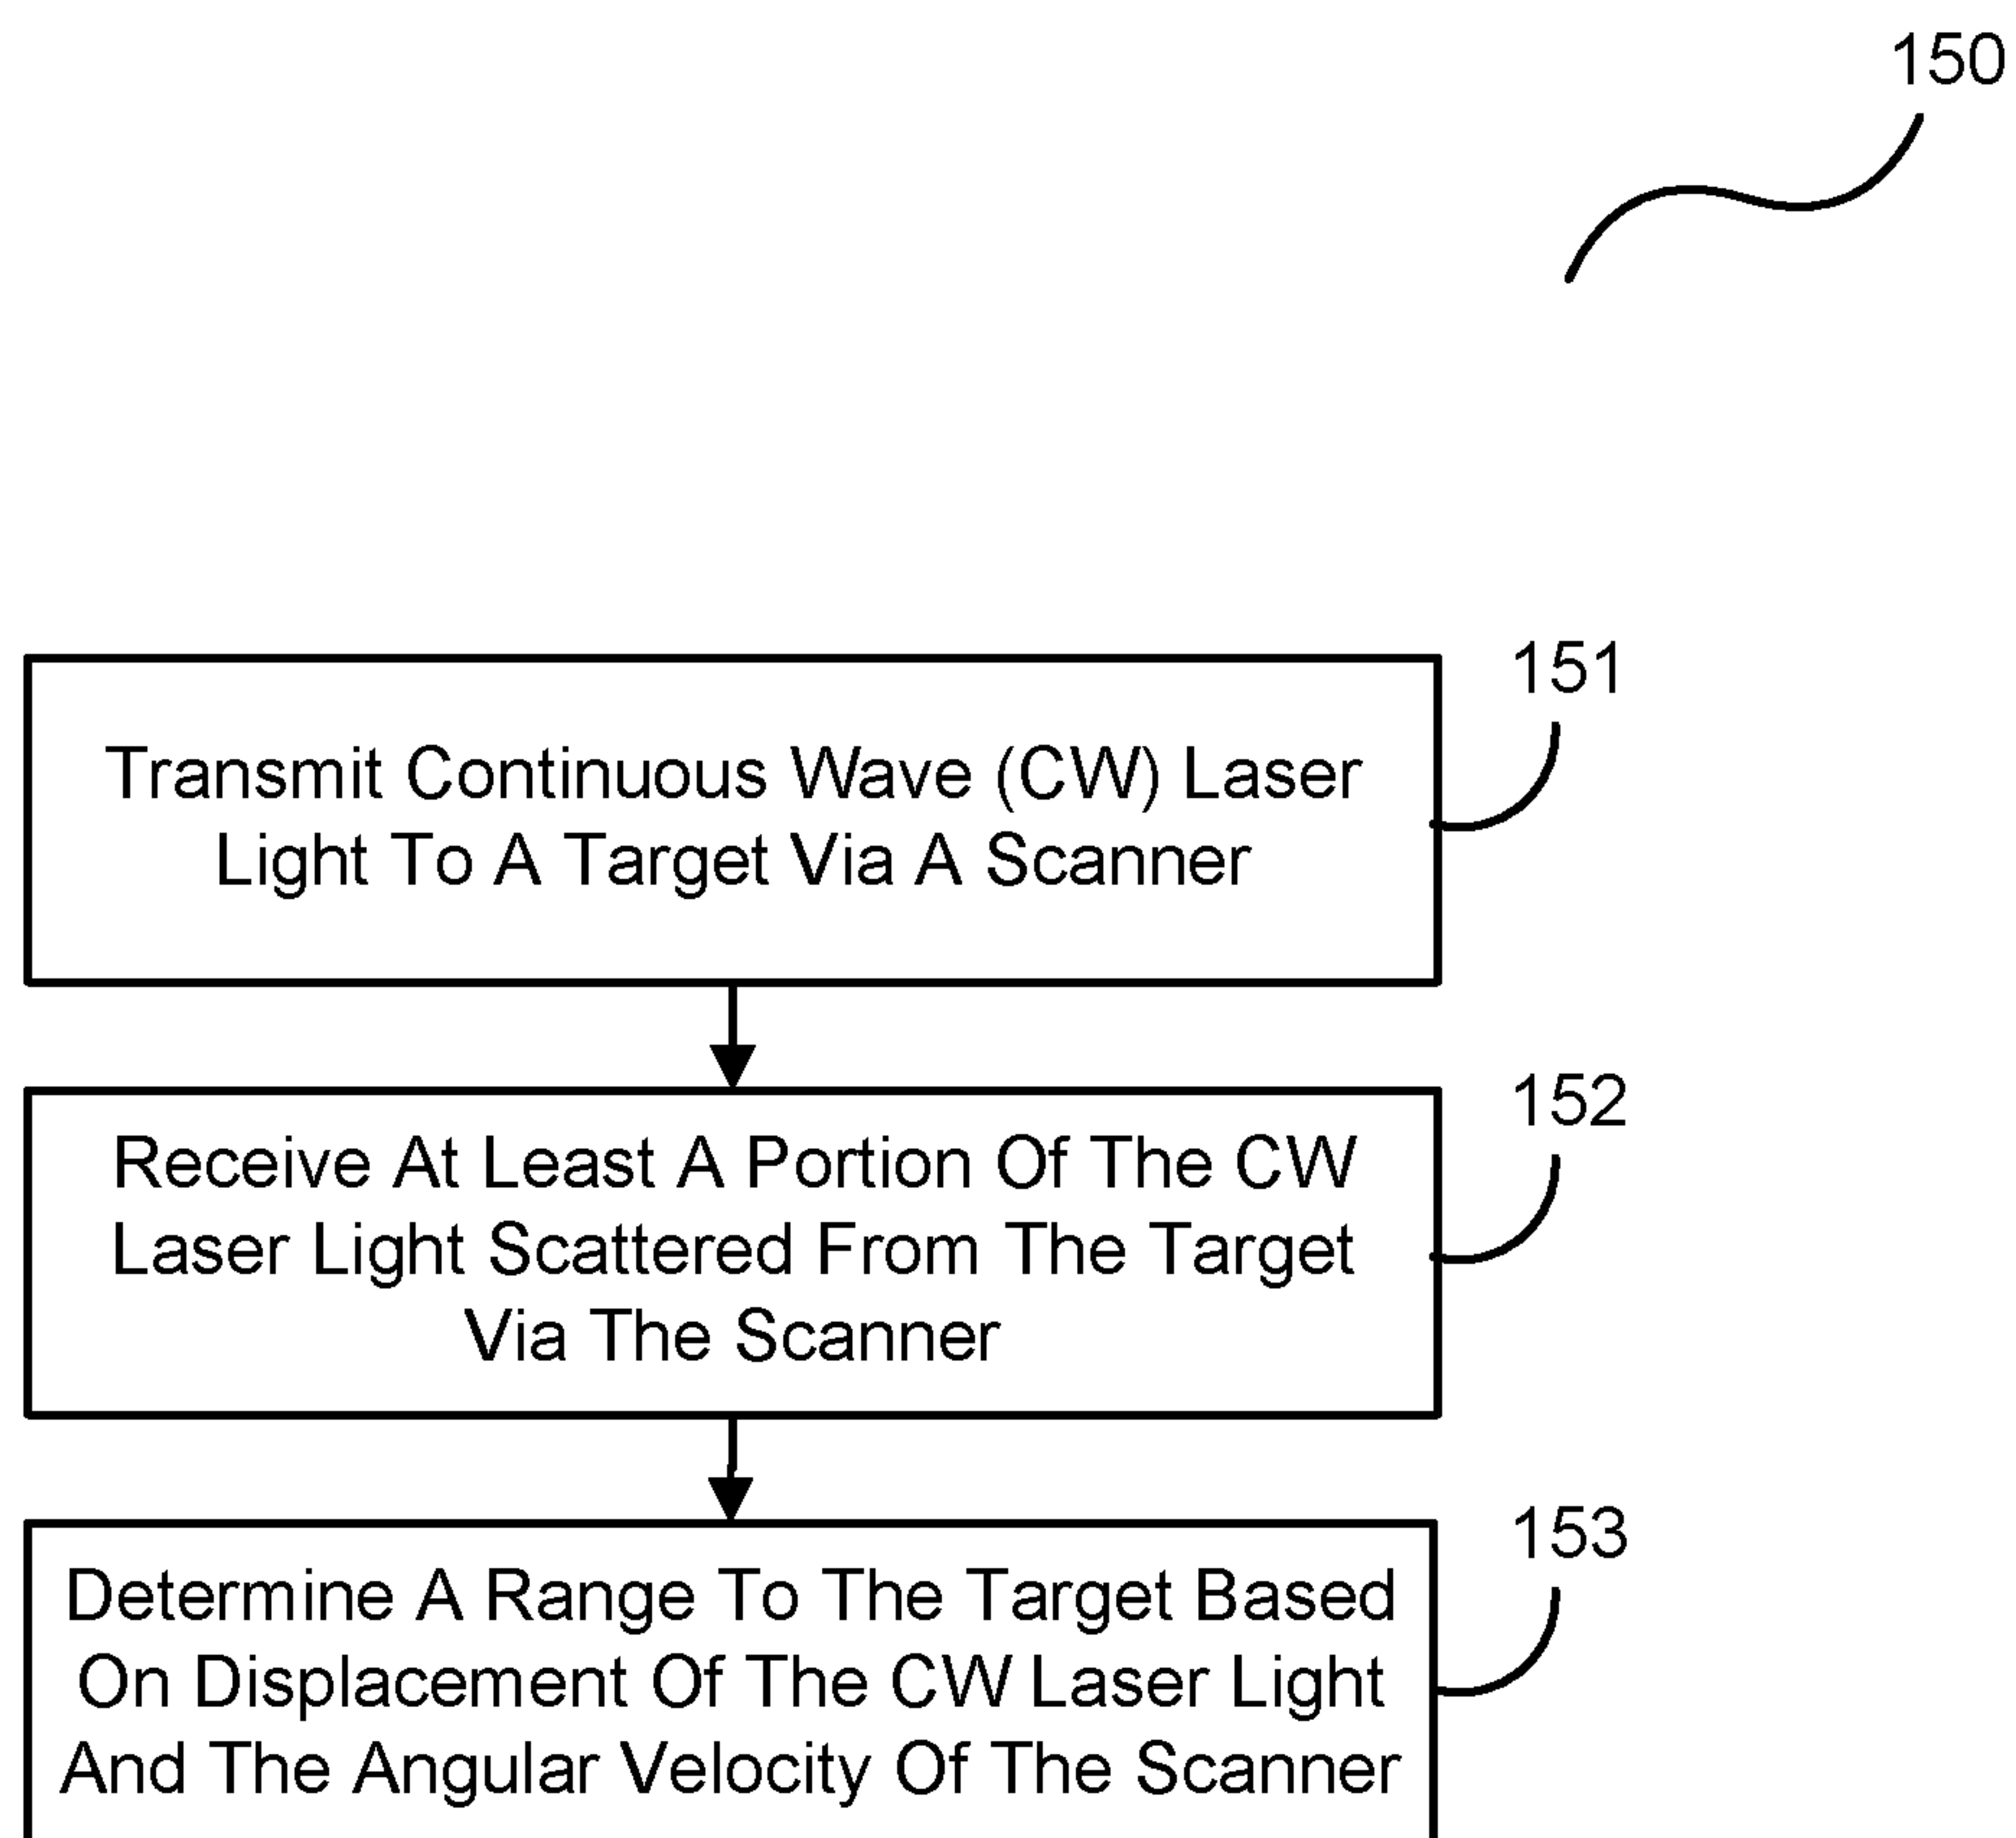 150
151
Transmit Continuous Wave (CW) Laser
Light To A Target Via A Scanner
152
Receive At Least A Portion Of The CW
Laser Light Scattered From The Target
Via The Scanner
153
Determine A Range To The Target Based
On Displacement Of The CW Laser Light
And The Angular Velocity Of The Scanner